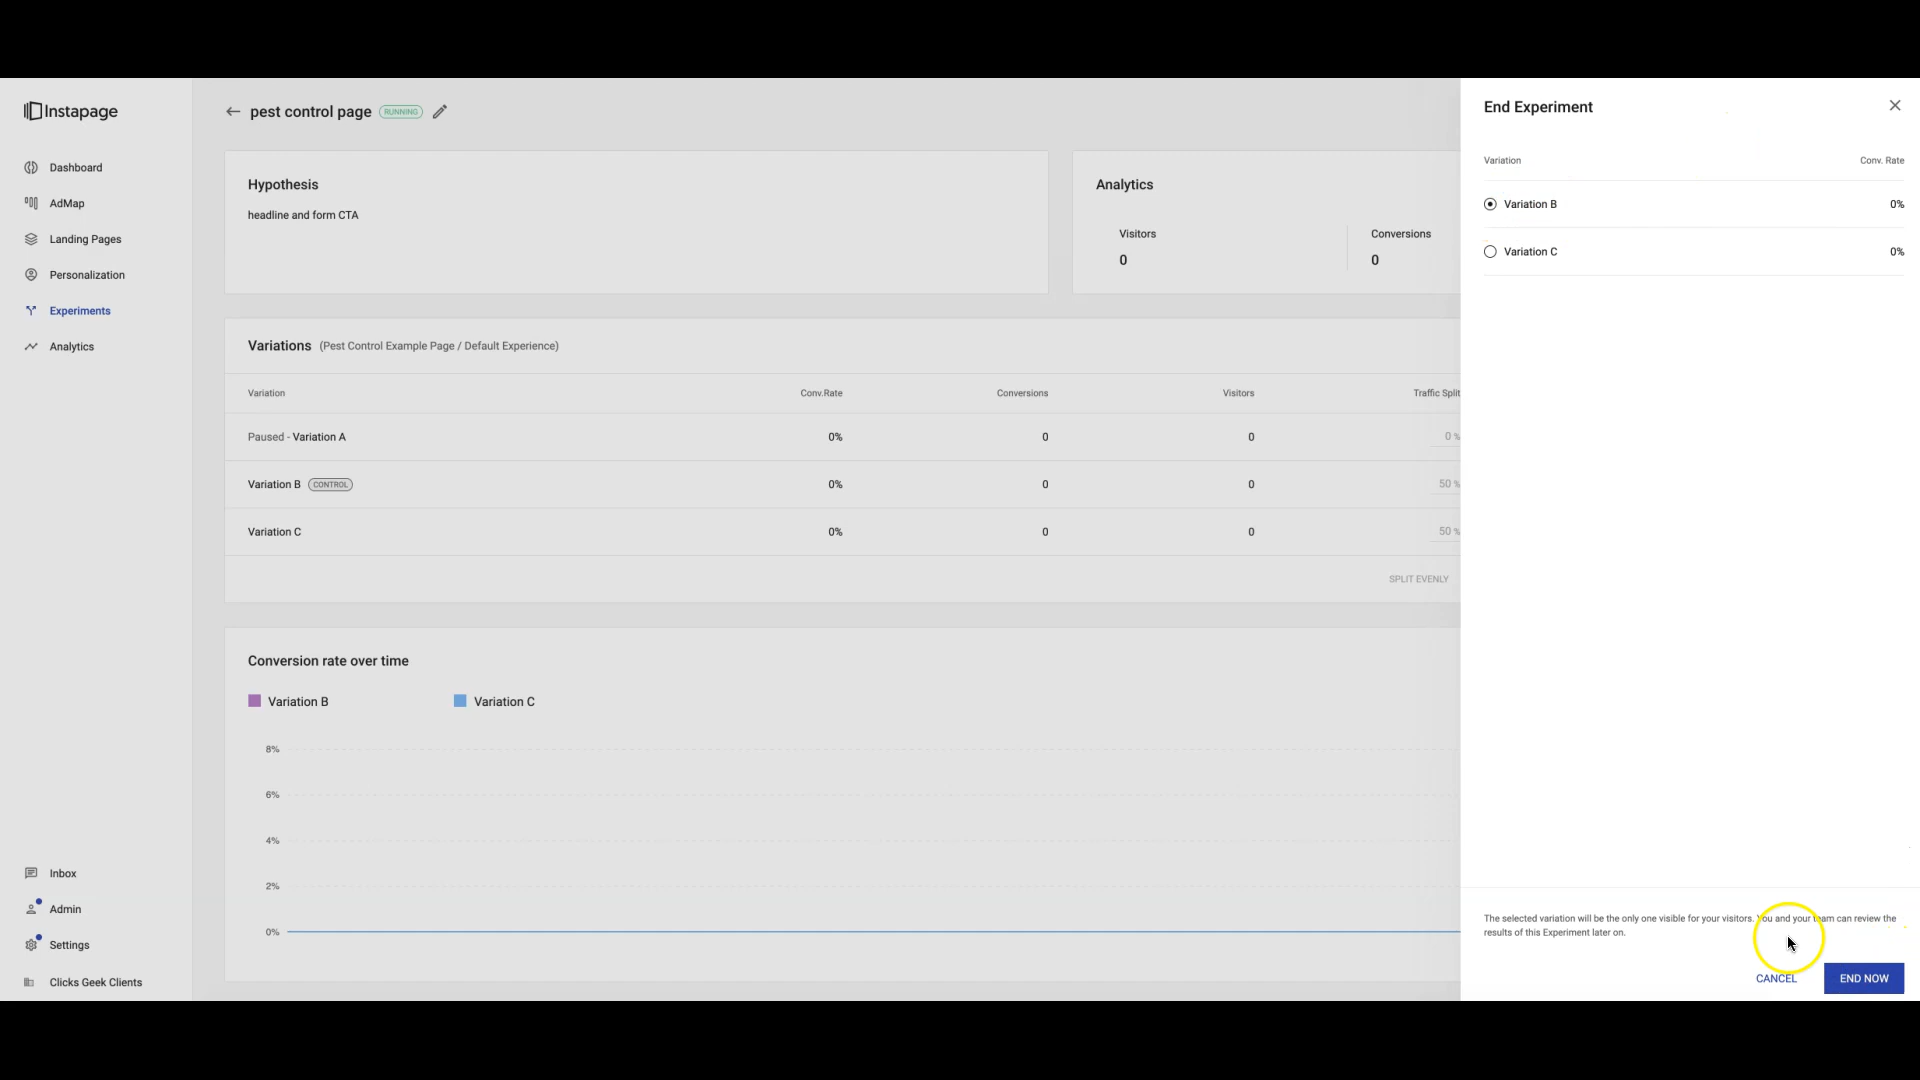 Instapage
Dashboard
AdMap
Landing Pages
Personalization
Experiments
Analytics
Inbox
Admin
Settings
Clicks Geek Clients
pest control page RUNNING
Hypothesis
headline and form CTA
Analytics
Visitors Conversions
0 0
Variations (Pest Control Example Page / Default Experience)
Variation Conv.Rate Conversions Visitors Traffic Split
Paused - Variation A 0% 0 0 0 %
Variation B CONTROL 0% 0 0 50 %
Variation C 0% 0 0 50 %
SPLIT EVENLY
Conversion rate over time
Variation B Variation C
8%
6%
4%
2%
0%
End Experiment
Variation Conv. Rate
Variation B 0%
Variation C 0%
The selected variation will be the only one visible for your visitors. You and your team can review the
results of this Experiment later on.
CANCEL END NOW